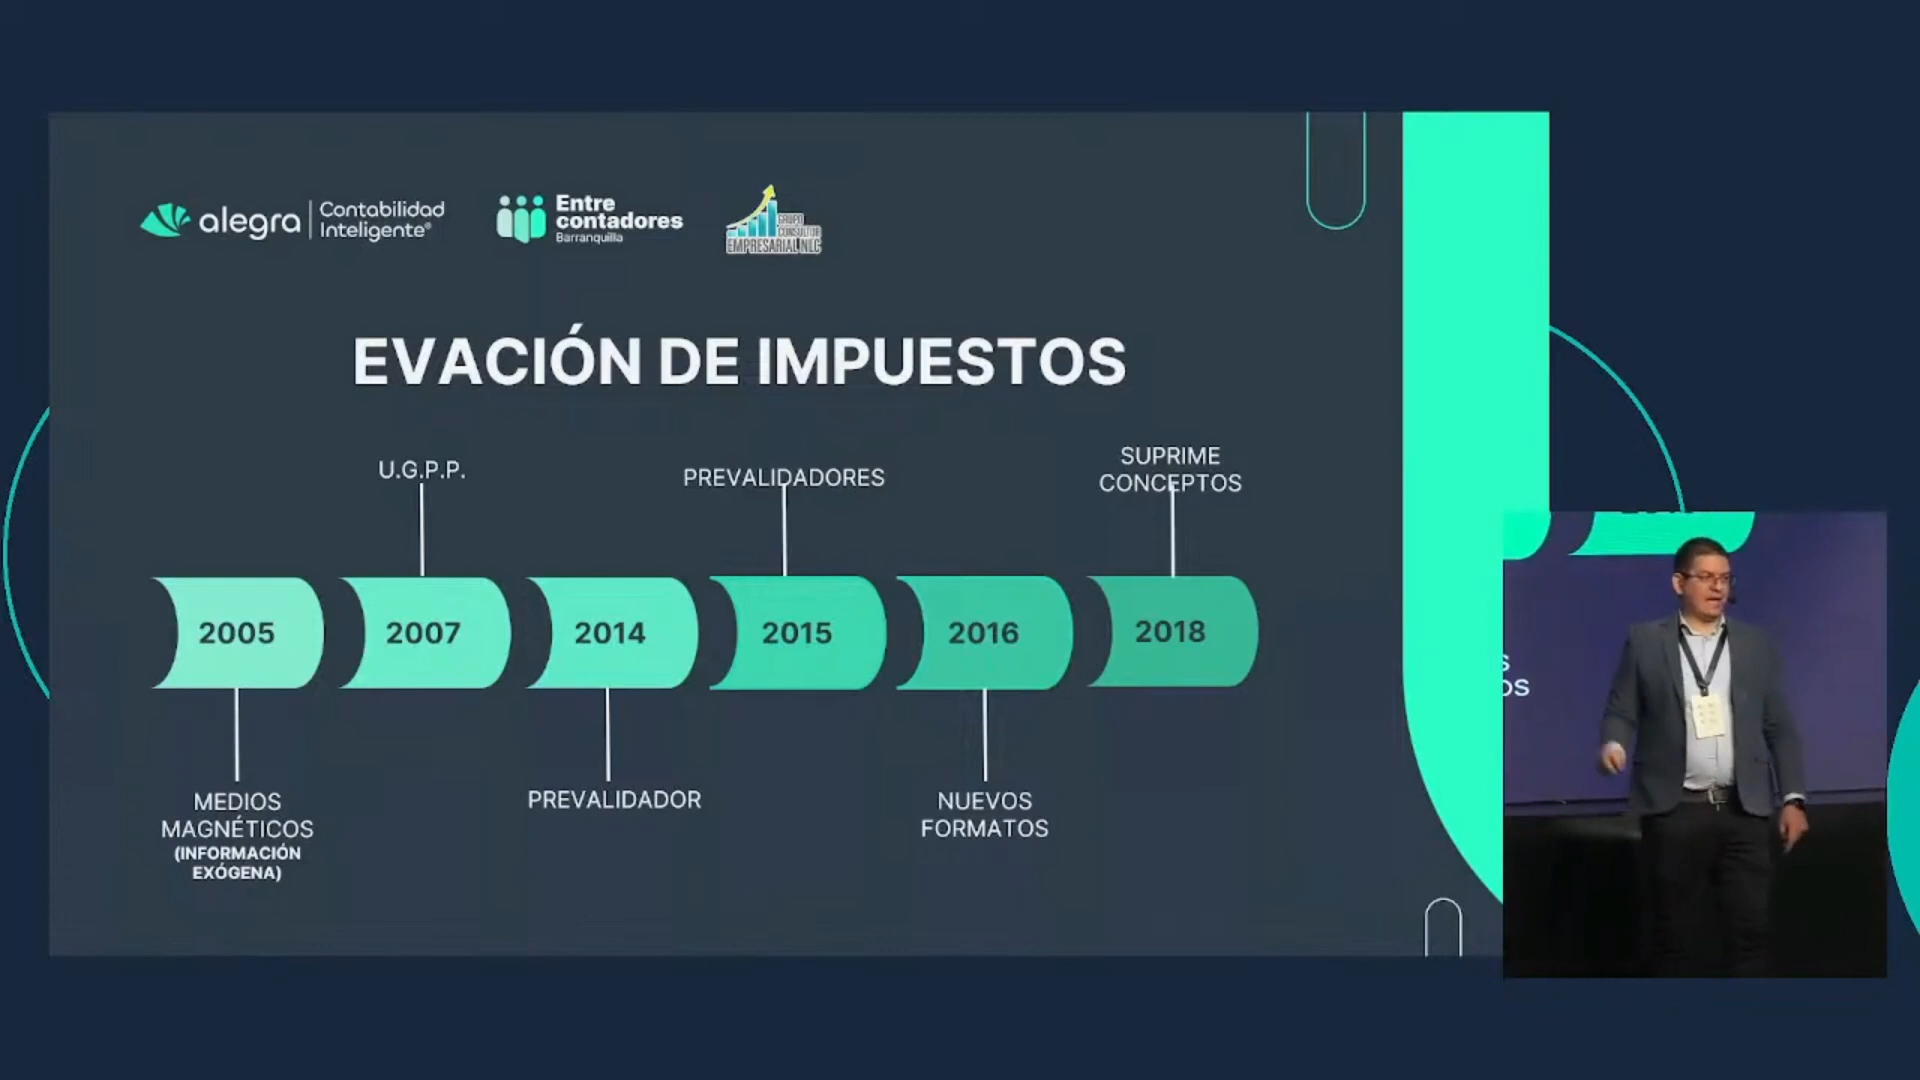 alegra
Contabilidad
Inteligente®
Entre
contadores
Barranquilla
GRUPO
CONSULTOR
EMPRESARIAL NLC
EVACIÓN DE IMPUESTOS
U.G.P.P.
PREVALIDADORES
SUPRIME
CONCEPTOS
2005
2007
2014
2015
2016
2018
MEDIOS
MAGNÉTICOS
(INFORMACIÓN
EXÓGENA)
PREVALIDADOR
NUEVOS
FORMATOS
S
OS